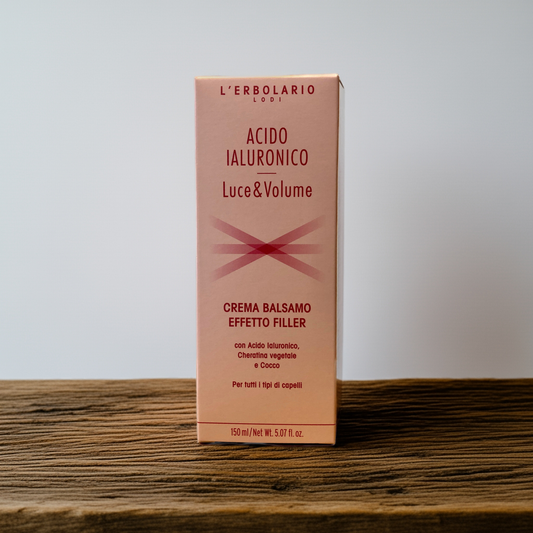 L'ERBOLARIO
LODI
ACIDO
IALURONICO
Luce&Volume
CREMA BALSAMO
EFFETTO FILLER
con Acido Ialuronico,
Cheratina vegetale
e Cocco
Per tutti i tipi di capelli
150 ml/Net Wt. 5.07 fl. oz.